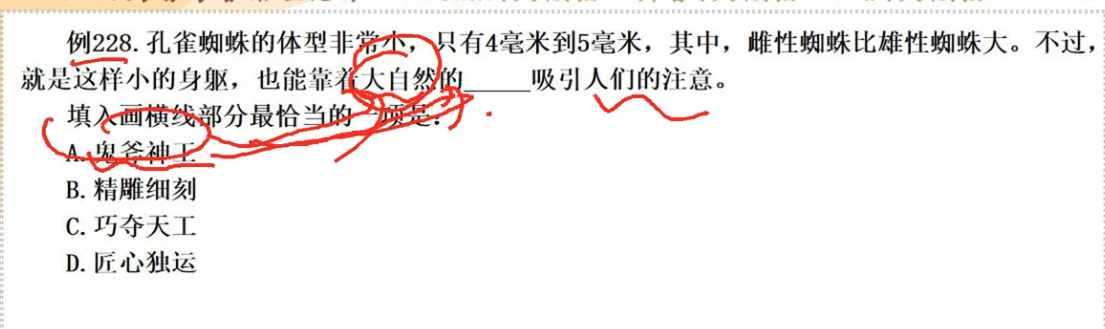 例228.孔雀蜘蛛的体型非常小，只有4毫米到5毫米，其中，雌性蜘蛛比雄性蜘蛛大。不过，
就是这样小的身躯，也能靠着大自然的_____吸引人们的注意。
填入画横线部分最恰当的一项是：
A.鬼斧神工
B.精雕细刻
C.巧夺天工
D.匠心独运